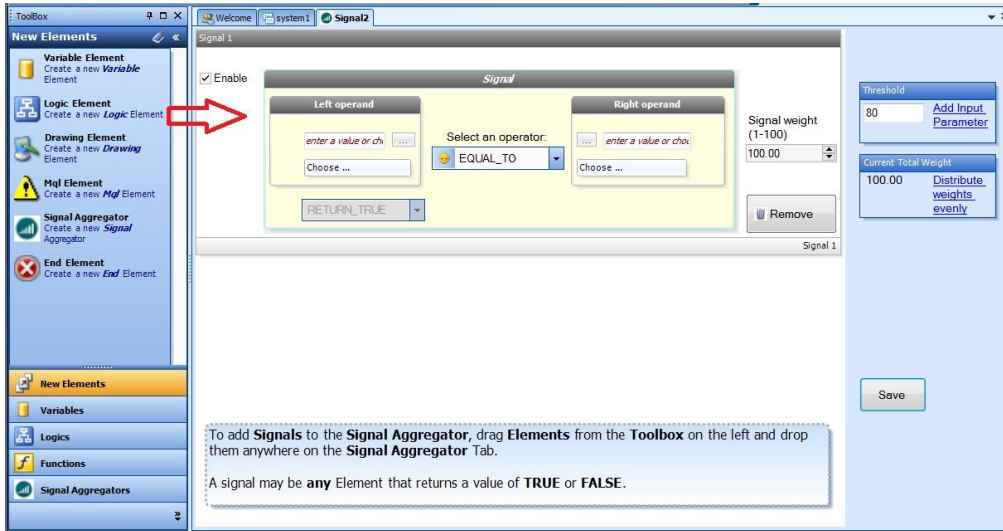 ToolBox
New Elements
Variable Element
Create a new Variable
Element
Logic Element
Create a new Logic Element
Drawing Element
Create a new Drawing
Element
Mql Element
Create a new Mql Element
Signal Aggregator
Create a new Signal
Aggregator
End Element
Create a new End Element
New Elements
Variables
Logics
Functions
Signal Aggregators
Welcome
system1
Signal2
Signal 1
Enable
Signal
Left operand
enter a value or ch
...
Choose ...
Select an operator:
EQUAL_TO
Right operand
...
enter a value or choo
Choose ...
RETURN_TRUE
Signal weight
(1-100)
100.00
Remove
Signal 1
Threshold
80
Add Input
Parameter
Current Total Weight
100.00
Distribute
weights
evenly
Save
To add Signals to the Signal Aggregator, drag Elements from the Toolbox on the left and drop
them anywhere on the Signal Aggregator Tab.
A signal may be any Element that returns a value of TRUE or FALSE.